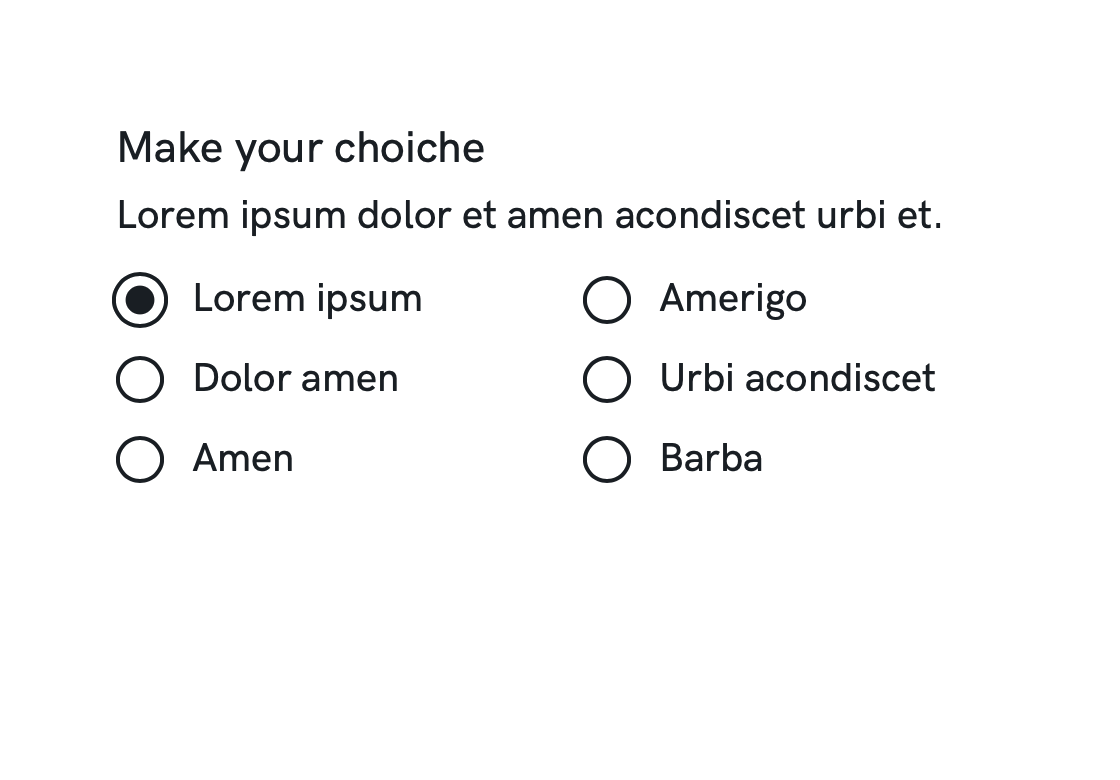 Make your choiche
Lorem ipsum dolor et amen acondiscet urbi et.
Lorem ipsum
Dolor amen
Amen
Amerigo
Urbi acondiscet
Barba